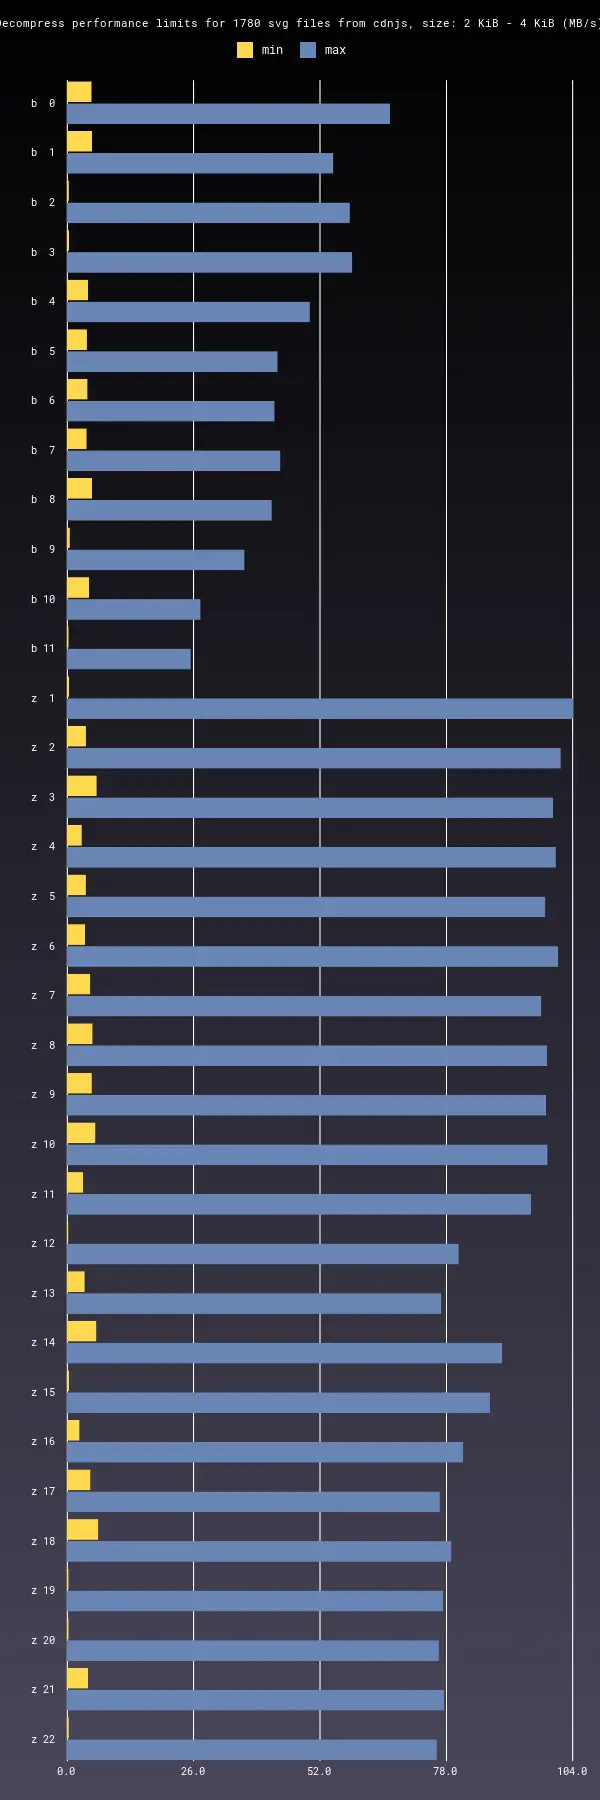 ecompress performance limits for 1780 svg files from cdnjs, size: 2 KiB - 4 KiB (MB/s)
min max
b 0
b 1
b 2
b 3
b 4
b 5
b 6
b 7
b 8
b 9
b 10
b 11
z 1
z 2
z 3
z 4
z 5
z 6
z 7
z 8
z 9
z 10
z 11
z 12
z 13
z 14
z 15
z 16
z 17
z 18
z 19
z 20
z 21
z 22
0.0 26.0 52.0 78.0 104.0